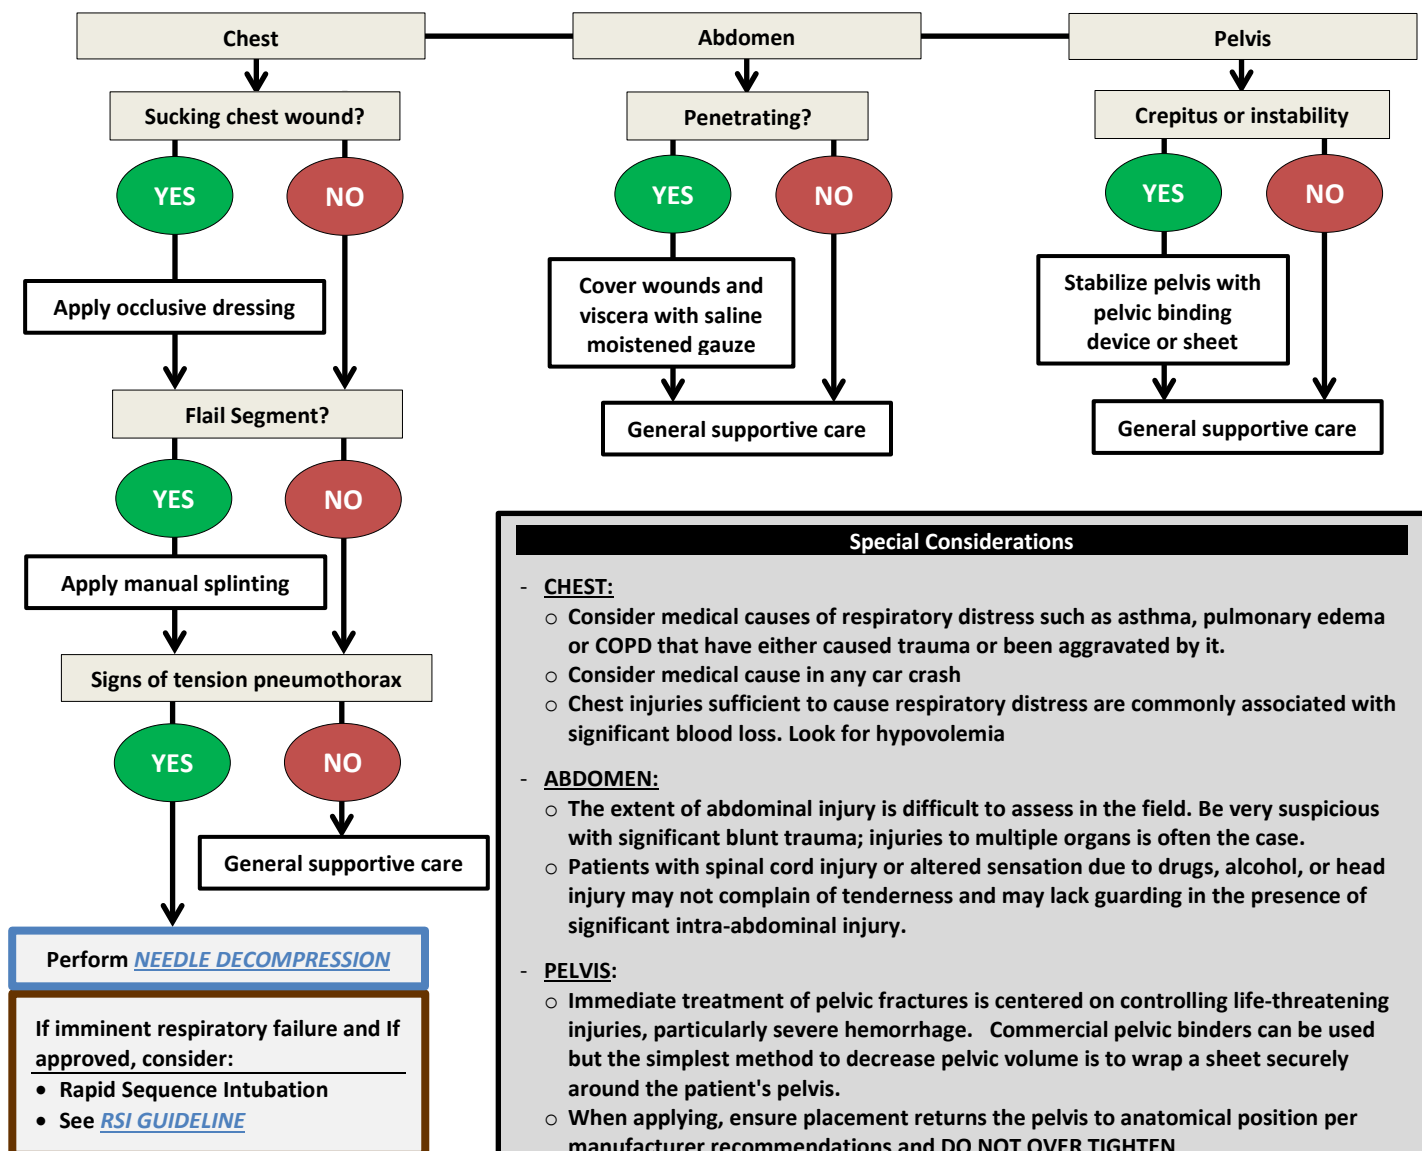 Chest
Abdomen
Pelvis
Sucking chest wound?
Penetrating?
Crepitus or instability
YES
NO
YES
NO
YES
NO
Apply occlusive dressing
Cover wounds and
viscera with saline
moistened gauze
Stabilize pelvis with
pelvic binding
device or sheet
Flail Segment?
General supportive care
General supportive care
YES
NO
Apply manual splinting
Signs of tension pneumothorax
YES
NO
General supportive care
Perform NEEDLE DECOMPRESSION
If imminent respiratory failure and If
approved, consider:
• Rapid Sequence Intubation
• See RSI GUIDELINE
Special Considerations
- CHEST:
○ Consider medical causes of respiratory distress such as asthma, pulmonary edema
or COPD that have either caused trauma or been aggravated by it.
○ Consider medical cause in any car crash
○ Chest injuries sufficient to cause respiratory distress are commonly associated with
significant blood loss. Look for hypovolemia
- ABDOMEN:
○ The extent of abdominal injury is difficult to assess in the field. Be very suspicious
with significant blunt trauma; injuries to multiple organs is often the case.
○ Patients with spinal cord injury or altered sensation due to drugs, alcohol, or head
injury may not complain of tenderness and may lack guarding in the presence of
significant intra-abdominal injury.
- PELVIS:
○ Immediate treatment of pelvic fractures is centered on controlling life-threatening
injuries, particularly severe hemorrhage. Commercial pelvic binders can be used
but the simplest method to decrease pelvic volume is to wrap a sheet securely
around the patient's pelvis.
○ When applying, ensure placement returns the pelvis to anatomical position per
manufacturer recommendations and DO NOT OVER TIGHTEN